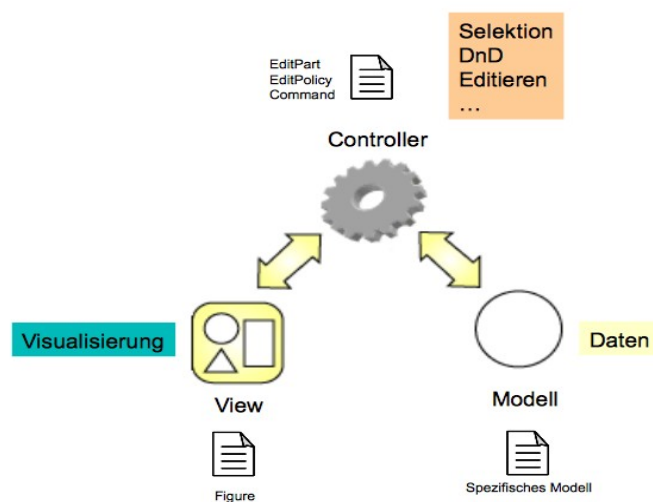 EditPart
EditPolicy
Command
Selektion
DnD
Editieren
...
Controller
Visualisierung
Daten
View
Modell
Figure
Spezifisches Modell